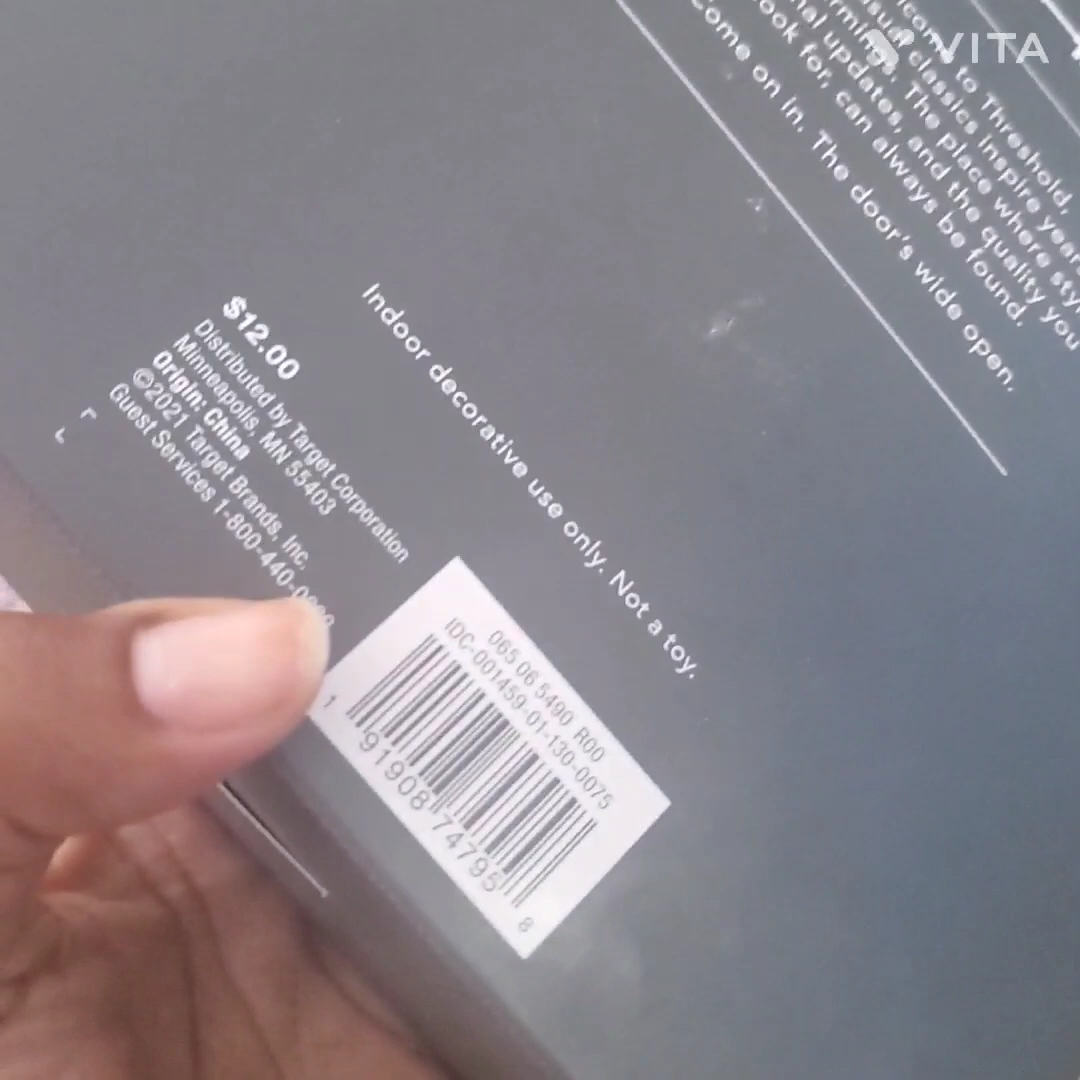 VITA
to Threshold,
classics inspire
The place where
updates, and the quality you
look for, can always be found.
Come on in. The door's wide open.
Indoor decorative use only. Not a toy.
$12.00
Distributed by Target Corporation
Minneapolis, MN 55403
Origin: China
©2021 Target Brands, Inc.
Guest Services 1-800-440-
065 06 5490 R00
IDC-001459-01-130-0075
1 91908 74795 8